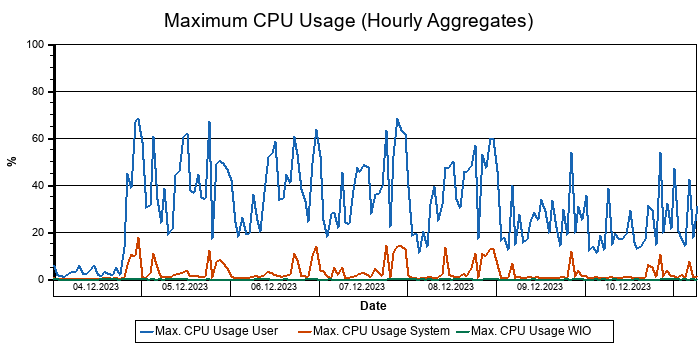 Maximum CPU Usage (Hourly Aggregates)
100
80
60
40
20
0
%
04.12.2023 05.12.2023 06.12.2023 07.12.2023 08.12.2023 09.12.2023 10.12.2023
Date
Max. CPU Usage User Max. CPU Usage System Max. CPU Usage WIO